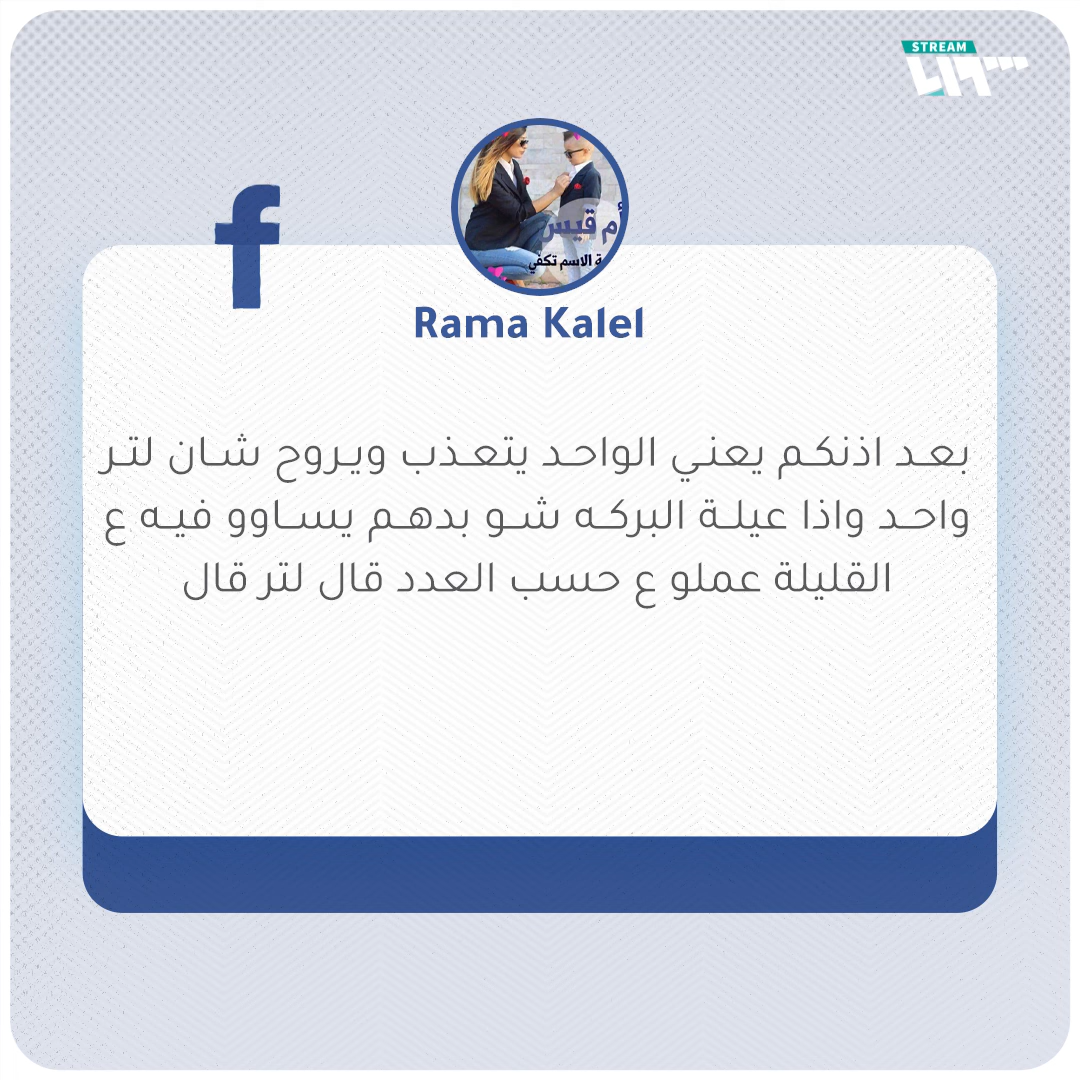 STREAM
سوريا
f
أم قيس
ة الاسم تكفي
Rama Kalel
بعد اذنكم يعني الواحد يتعذب ويروح شان لتر
واحد واذا عيلة البركه شو بدهم يساوو فيه ع
القليلة عملو ع حسب العدد قال لتر قال